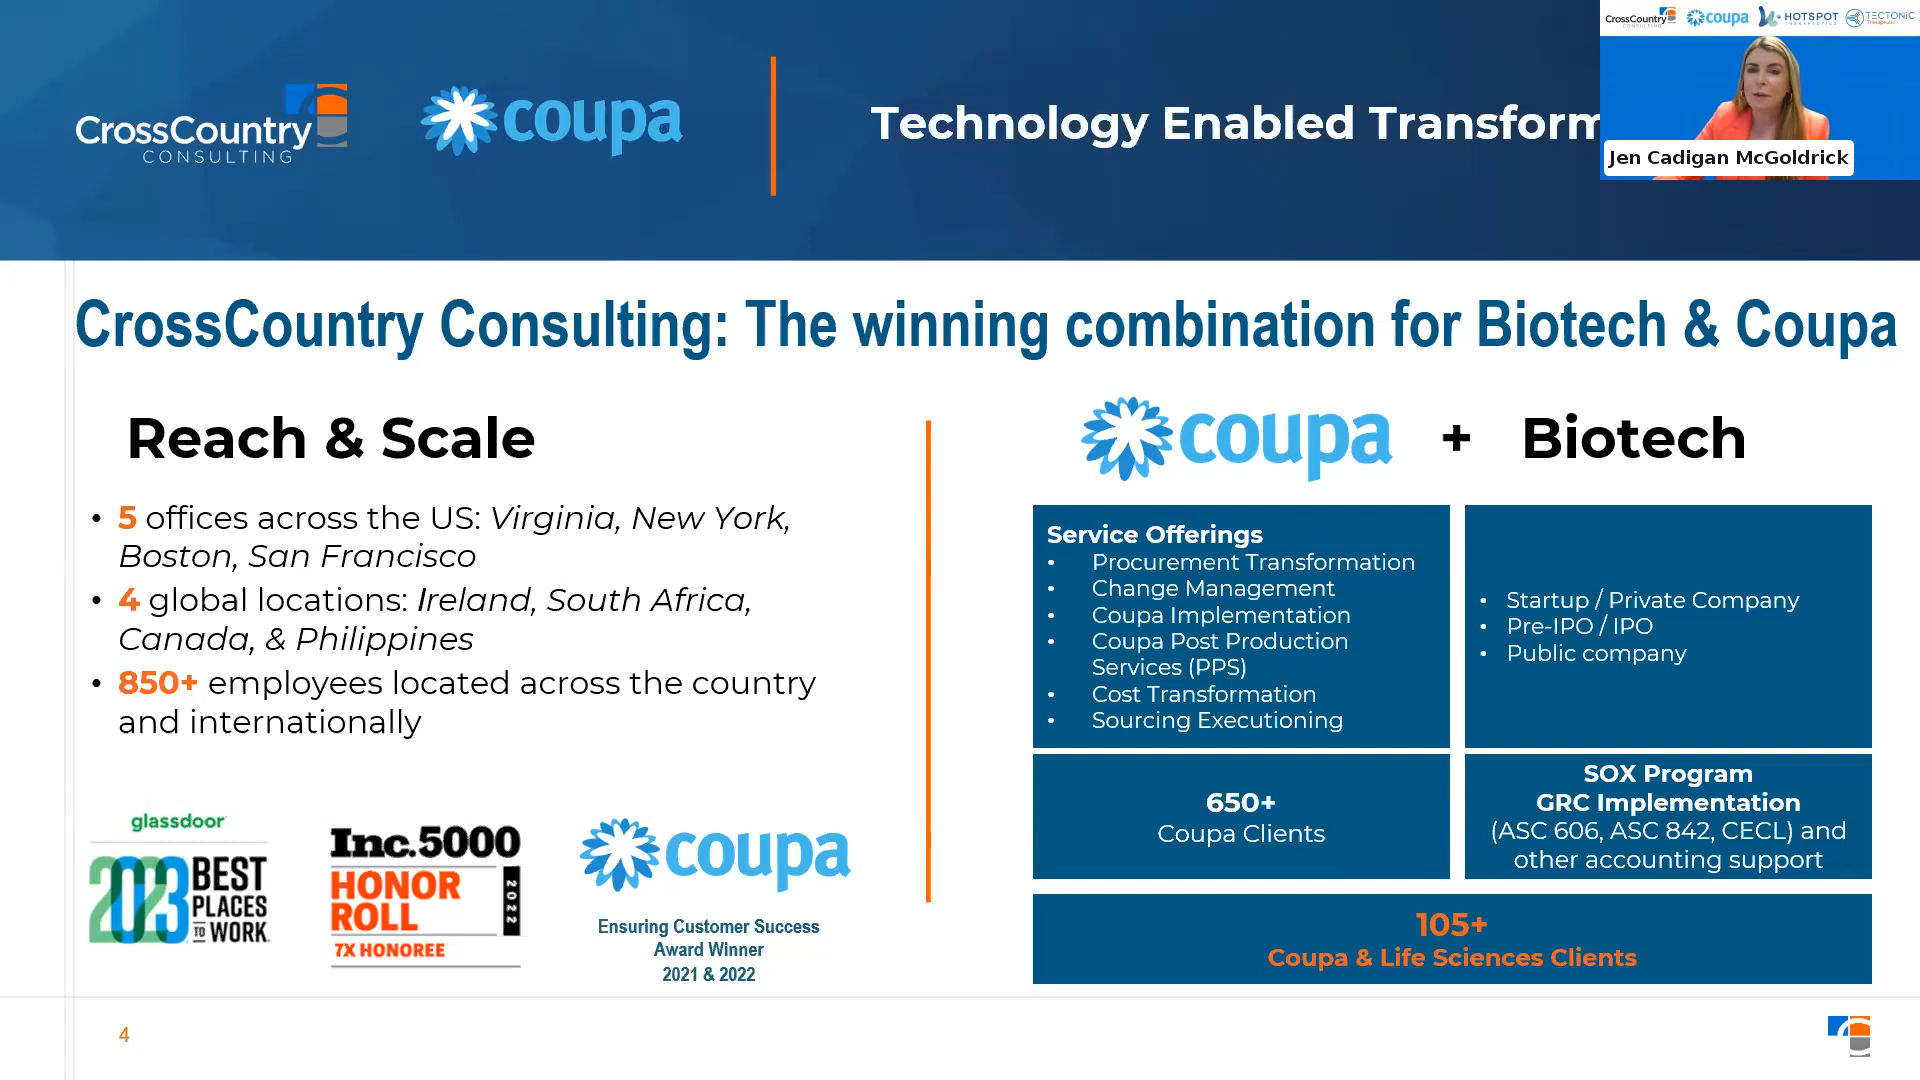 CrossCountry
CONSULTING
coupa
Technology Enabled Transform
CrossCountry
CONSULTING
coupa
HOTSPOT
THERAPEUTICS
TECTONIC
Therapeutic
Jen Cadigan McGoldrick
CrossCountry Consulting: The winning combination for Biotech & Coupa
Reach & Scale
• 5 offices across the US: Virginia, New York,
Boston, San Francisco
• 4 global locations: Ireland, South Africa,
Canada, & Philippines
• 850+ employees located across the country
and internationally
glassdoor
2023 BEST
PLACES
TO WORK
Inc.5000
HONOR
ROLL
2022
7X HONOREE
coupa
Ensuring Customer Success
Award Winner
2021 & 2022
coupa + Biotech
Service Offerings
• Procurement Transformation
• Change Management
• Coupa Implementation
• Coupa Post Production
Services (PPS)
• Cost Transformation
• Sourcing Executioning
• Startup / Private Company
• Pre-IPO / IPO
• Public company
650+
Coupa Clients
SOX Program
GRC Implementation
(ASC 606, ASC 842, CECL) and
other accounting support
105+
Coupa & Life Sciences Clients
4